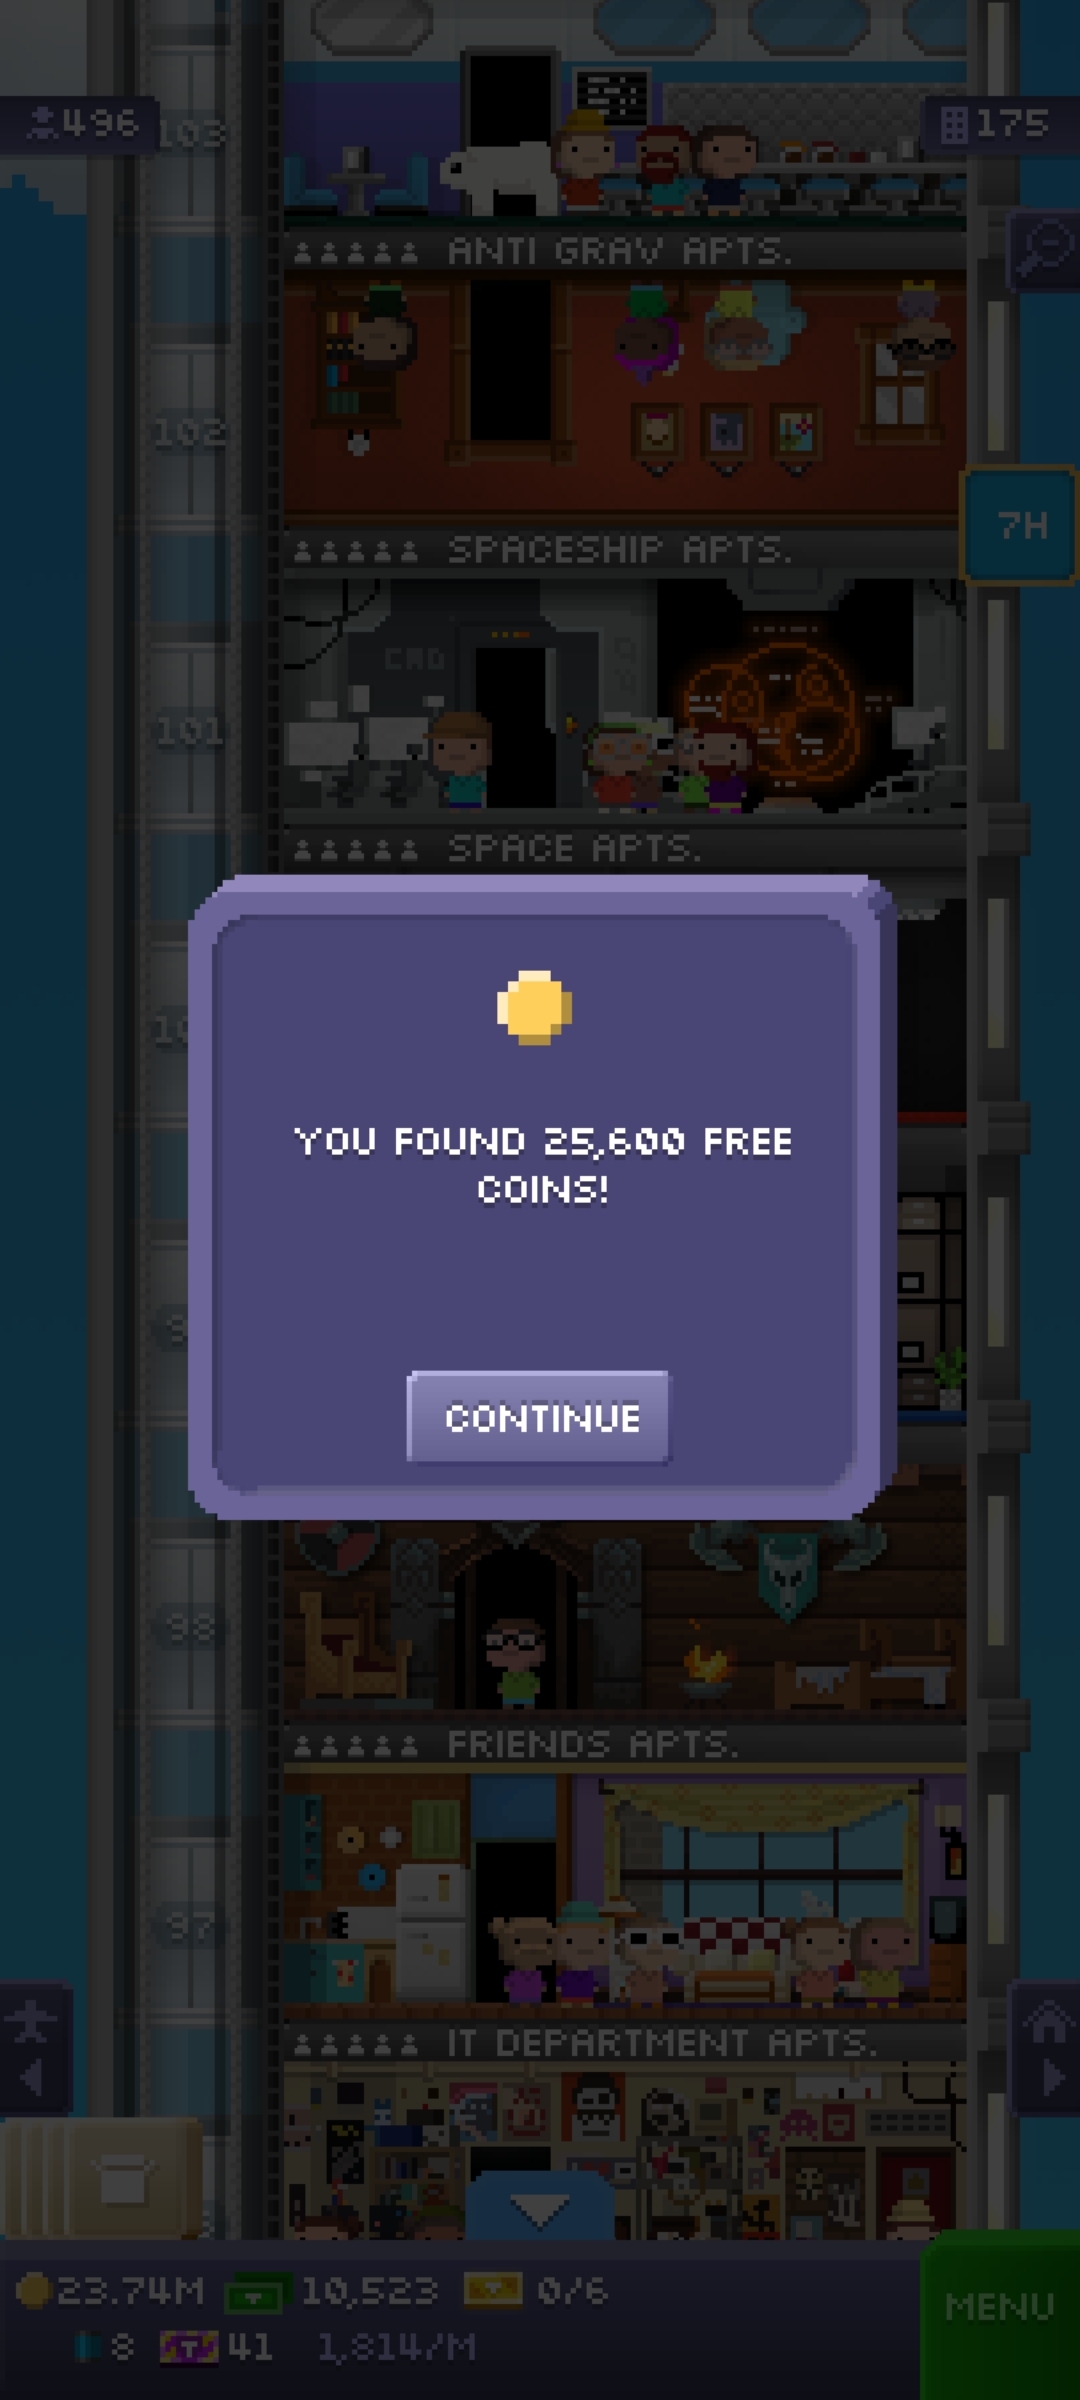 496
103
175
ANTI GRAV APTS.
102
7H
SPACESHIP APTS.
CMD
101
SPACE APTS.
YOU FOUND 25,600 FREE
COINS!
CONTINUE
98
FRIENDS APTS.
97
IT DEPARTMENT APTS.
23.74M
10,523
0/6
MENU
8
41
1,814/M